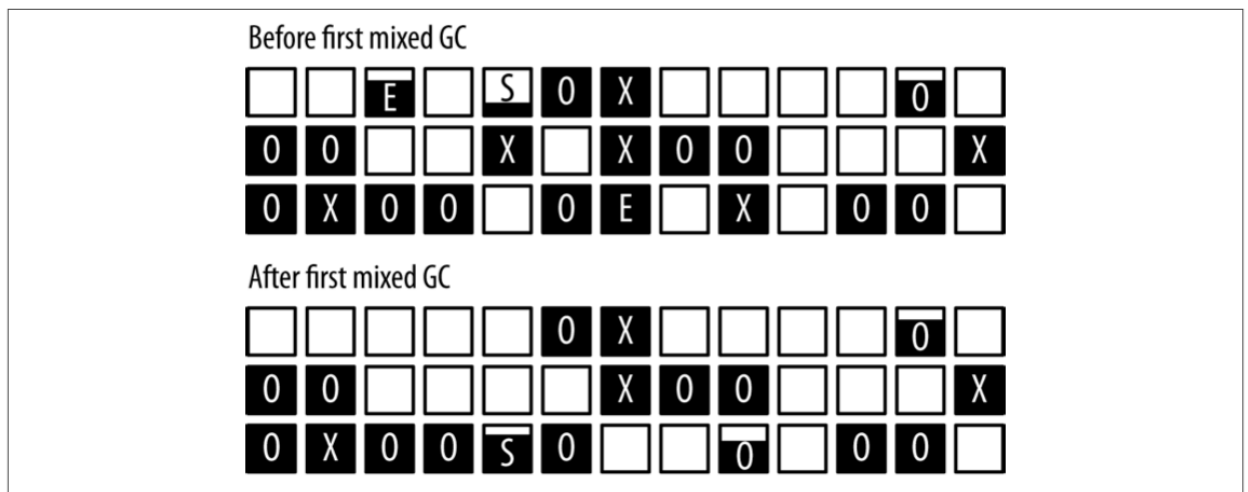 Before first mixed GC
E S O X O
O O X X O O X
O X O O O E X O O
After first mixed GC
O X O
O O X O O X
O X O O S O O O O